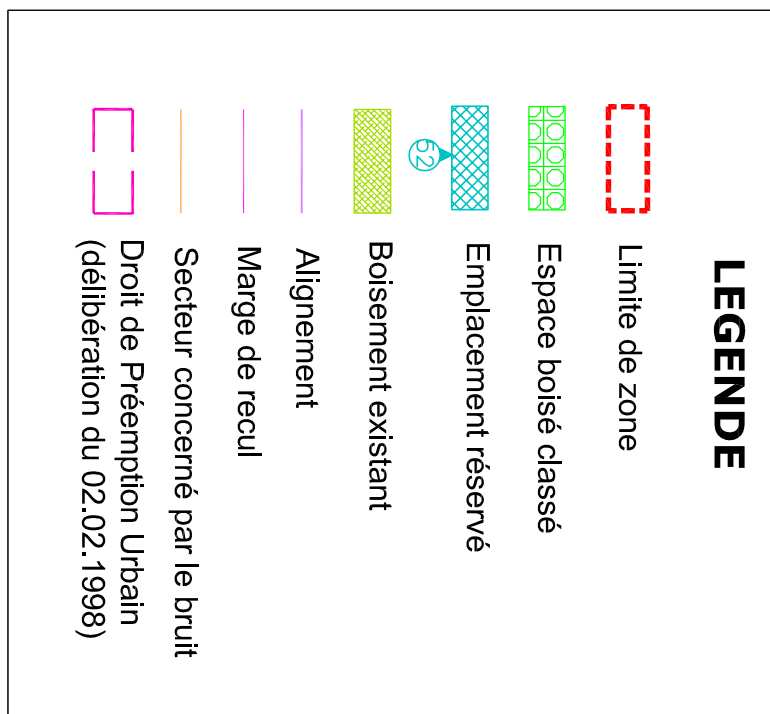 LEGENDE
Limite de zone
Espace boisé classé
52
Emplacement réservé
Boisement existant
Alignement
Marge de recul
Secteur concerné par le bruit
Droit de Préemption Urbain
(délibération du 02.02.1998)